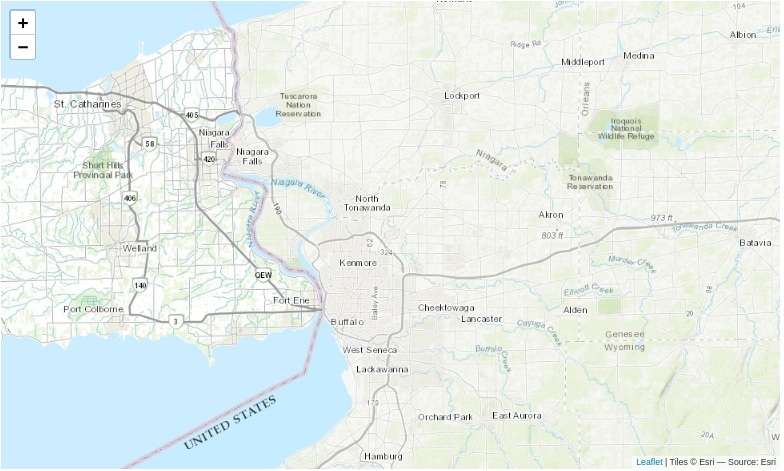 +
−
104
Albion
Ridge Rd
Middleport
Medina
Lockport
Orleans
Tuscarora
Nation
Reservation
St. Catharines
405
58
Niagara
Falls
420
Niagara
Falls
Iroquois
National
Wildlife Refuge
Short Hills
Provincial Park
Niagara
Tonawanda
Reservation
78
Niagara River
406
North
Tonawanda
190
Niagara River
Akron
973 ft
803 ft
Tonawanda Creek
Batavia
Welland
62
324
Kenmore
QEW
Murder Creek
140
Fort Erie
Bailey Ave
Ellicott Creek
98
Port Colborne
3
Buffalo
Cheektowaga
Lancaster
Alden
20
Cayuga Creek
Genesee
Wyoming
West Seneca
Buffalo Creek
Lackawanna
UNITED STATES
179
Orchard Park
East Aurora
20A
Hamburg
Leaflet | Tiles © Esri — Source: Esri